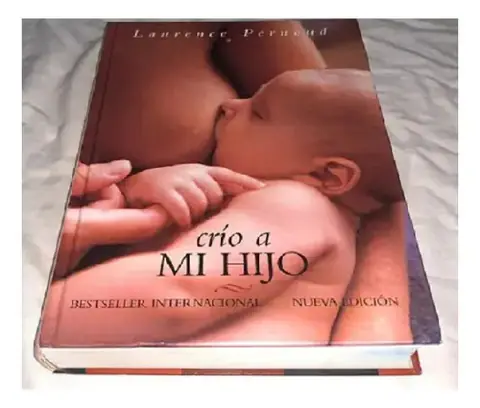 Laurence Pernoud
crío a
MI HIJO
BESTSELLER INTERNACIONAL NUEVA EDICIÓN